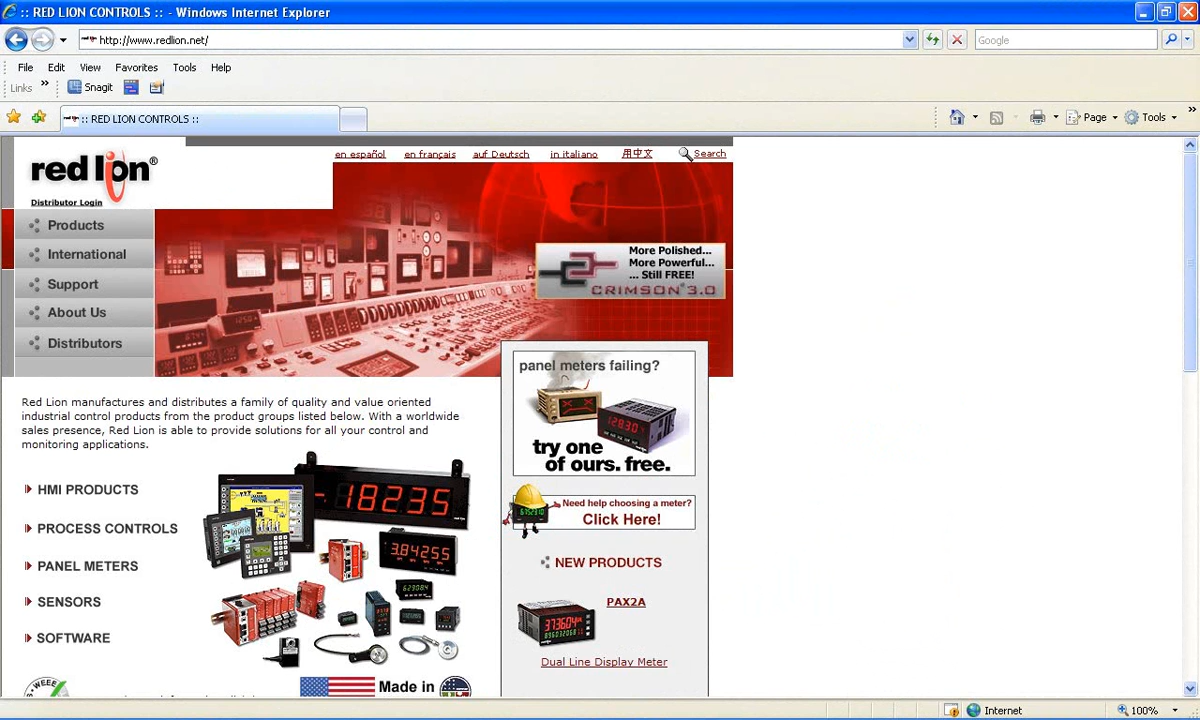 :: RED LION CONTROLS :: - Windows Internet Explorer
http://www.redlion.net/
Google
File Edit View Favorites Tools Help
Links » Snagit
:: RED LION CONTROLS ::
Page Tools »
red lion®
en español en français auf Deutsch in italiano 用中文 Search
Distributor Login
Products
International
Support
About Us
Distributors
More Polished...
More Powerful...
... Still FREE!
CRIMSON® 3.0
panel meters failing?
128.30
try one
of ours. free.
Red Lion manufactures and distributes a family of quality and value oriented
industrial control products from the product groups listed below. With a worldwide
sales presence, Red Lion is able to provide solutions for all your control and
monitoring applications.
HMI PRODUCTS
PROCESS CONTROLS
PANEL METERS
SENSORS
SOFTWARE
-18235
3.84255
Need help choosing a meter?
Click Here!
NEW PRODUCTS
PAX2A
Dual Line Display Meter
WEEE
Made in
Internet
100%